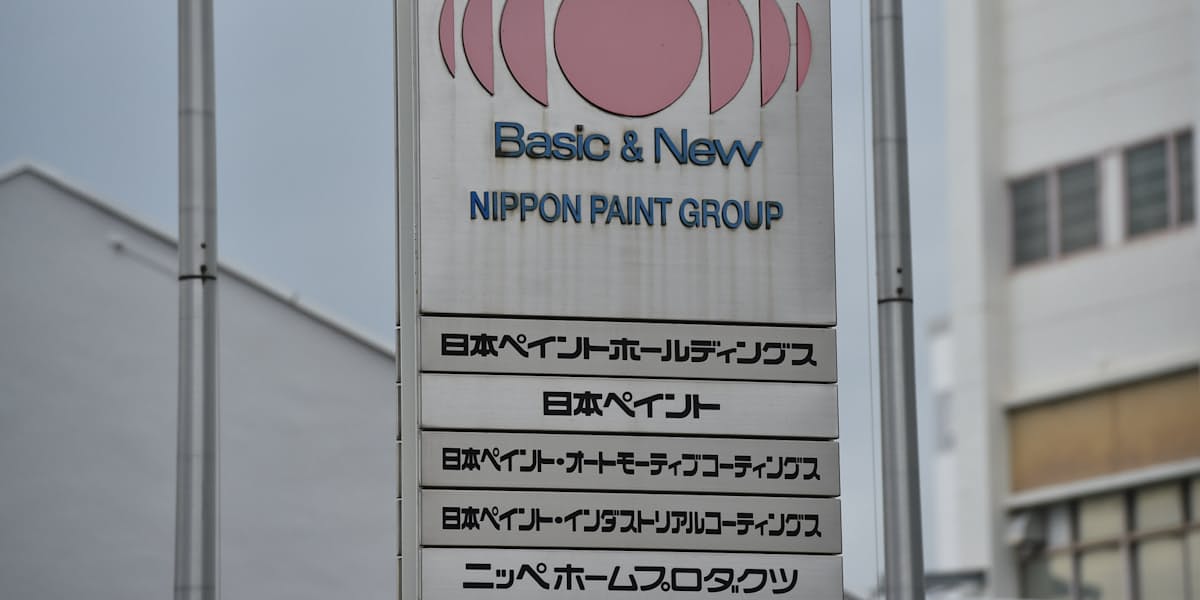 Basic & New
NIPPON PAINT GROUP
日本ペイントホールディングス
日本ペイント
日本ペイント・オートモーティブコーティングス
日本ペイント・インダストリアルコーティングス
ニッペホームプロダクツ